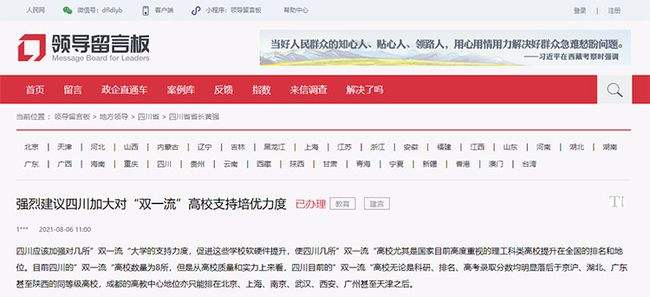 人民网 微信号：dfldlyb 客户端 小程序：领导留言板 帮助中心 登录 | 注册
领导留言板
Message Board for Leaders
当好人民群众的知心人、贴心人、领路人，用心用情用力解决好群众急难愁盼问题。
——习近平在西藏考察时强调
首页 留言 政企直通车 案例库 反馈 指数 来信调查 解决了吗
当前位置： 领导留言板 > 地方领导 > 四川省 > 四川省省长黄强
北京 | 天津 | 河北 | 山西 | 内蒙古 | 辽宁 | 吉林 | 黑龙江 | 上海 | 江苏 | 浙江 | 安徽 | 福建 | 江西 | 山东 | 河南 | 湖北 | 湖南
广东 | 广西 | 海南 | 重庆 | 四川 | 贵州 | 云南 | 西藏 | 陕西 | 甘肃 | 青海 | 宁夏 | 新疆 | 香港 | 澳门 | 台湾
强烈建议四川加大对“双一流”高校支持培优力度 已办理 教育 建言
1*** 2021-08-06 11:00
四川应该加强对几所”双一流“大学的支持力度，促进这些学校软硬件提升，使四川几所”双一流“高校尤其是国家目前高度重视的理工科类高校提升在全国的排名和地
位。目前四川的”双一流“高校数量为8所，但是从高校质量和实力上来看，四川目前的”双一流“高校无论是科研、排名、高考录取分数均明显落后于京沪、湖北、广东
甚至陕西的同等级高校，成都的高教中心地位亦只能排在北京、上海、南京、武汉、西安、广州甚至天津之后。